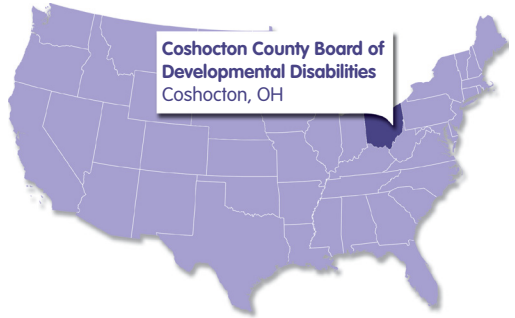 Coshocton County Board of
Developmental Disabilities
Coshocton, OH